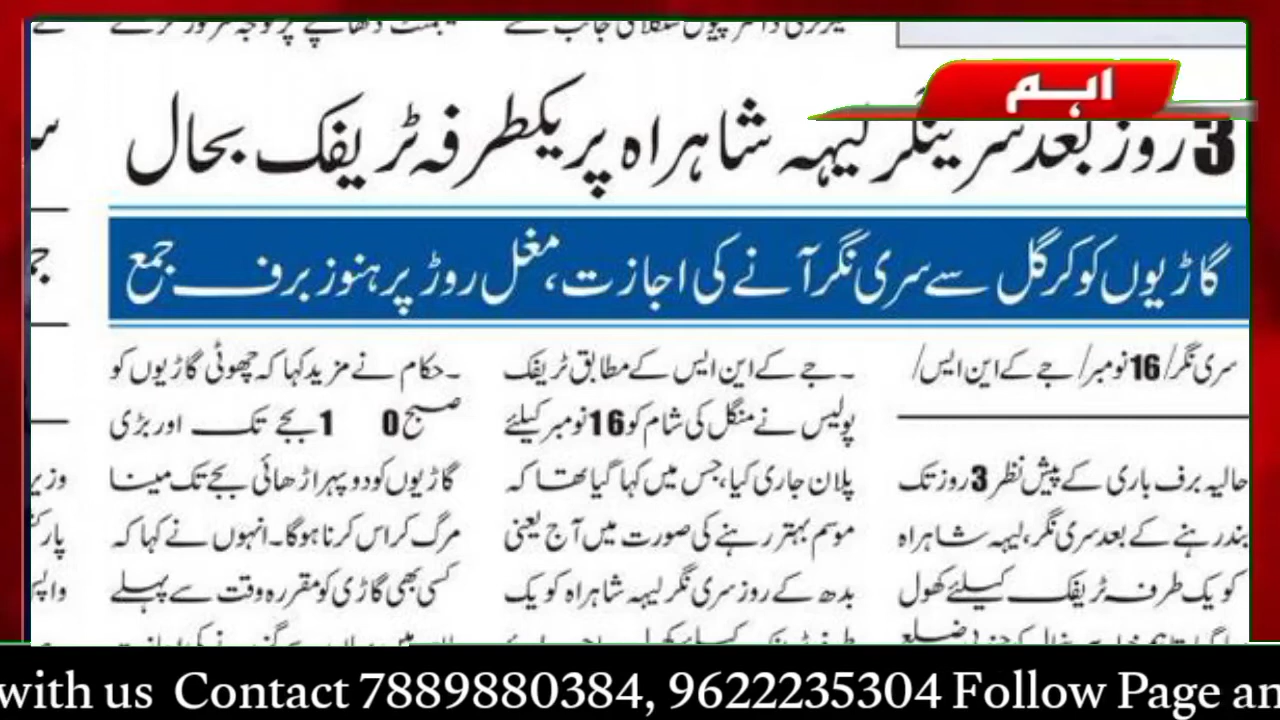 اہم
3 روز بعد سرینگر لیہہ شاہراہ پر یکطرفہ ٹریفک بحال
گاڑیوں کو کرگل سے سری نگر آنے کی اجازت، مغل روڑ پر ہنوز برف جمع
سری نگر/16 نومبر/ جے کے این ایس/
حالیہ برف باری کے پیش نظر 3 روز تک
بند رہنے کے بعد سری نگر، لیہہ شاہراہ
کو یک طرفہ ٹریفک کیلئے کھول
۔ جے کے این ایس کے مطابق ٹریفک
پولیس نے منگل کی شام کو 16 نومبر کیلئے
پلان جاری کیا، جس میں کہا گیا تھا کہ
موسم بہتر رہنے کی صورت میں آج یعنی
بدھ کے روز سری نگر لیہہ شاہراہ کو یک
۔ حکام نے مزید کہا کہ چھوٹی گاڑیوں کو
صبح 10 بجے تک اور بڑی
گاڑیوں کو دوپہر اڑھائی بجے تک مینا
مرگ کراس کرنا ہوگا۔ انہوں نے کہا کہ
کسی بھی گاڑی کو مقررہ وقت سے پہلے
with us Contact 7889880384, 9622235304 Follow Page an